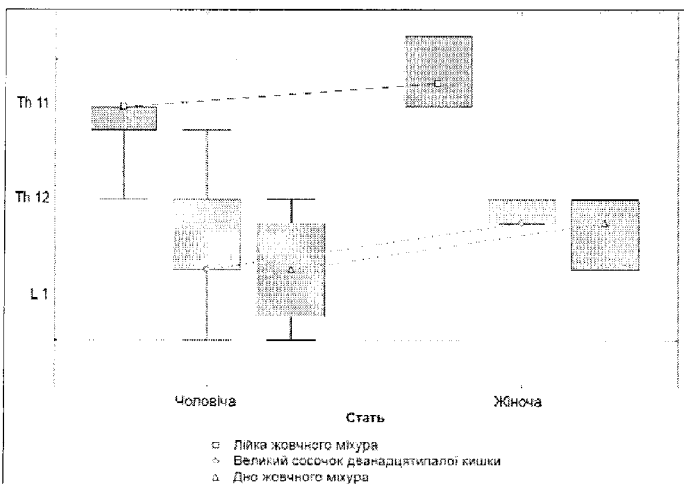 Th 11
Th 12
L 1
Чоловіча
Жіноча
Стать
Лійка жовчного міхура
Великий сосочок дванадцятипалої кишки
Дно жовчного міхура